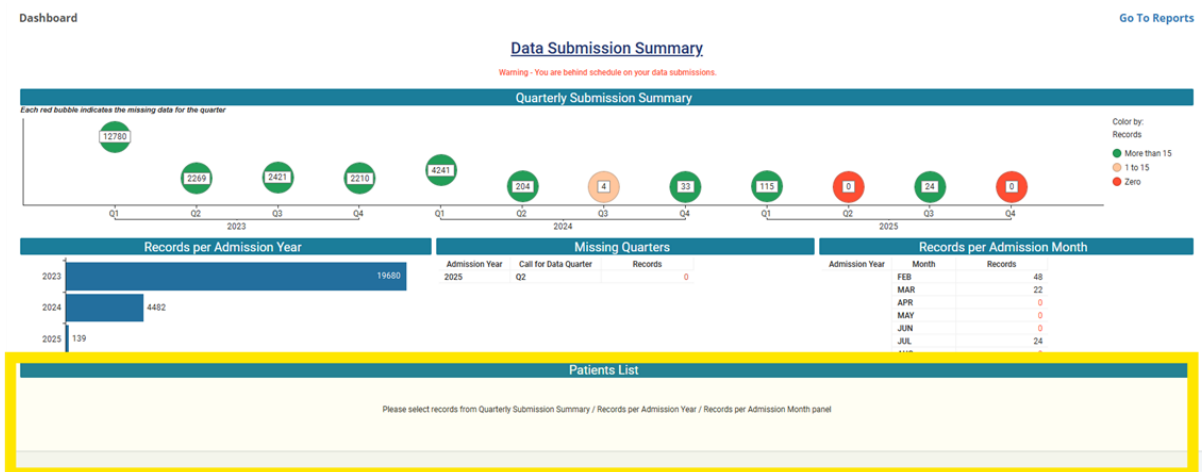 Dashboard
Go To Reports
Data Submission Summary
Warning - You are behind schedule on your data submissions.
Quarterly Submission Summary
Each red bubble indicates the missing data for the quarter
12780
2269
2421
2210
4241
204
4
33
115
0
24
0
Q1 Q2 Q3 Q4 Q1 Q2 Q3 Q4 Q1 Q2 Q3 Q4
2023 2024 2025
Color by:
Records
More than 15
1 to 15
Zero
Records per Admission Year
2023 19680
2024 4482
2025 139
Missing Quarters
Admission Year Call for Data Quarter Records
2025 Q2 0
Records per Admission Month
Admission Year Month Records
FEB 48
MAR 22
APR 0
MAY 0
JUN 0
JUL 24
Patients List
Please select records from Quarterly Submission Summary / Records per Admission Year / Records per Admission Month panel